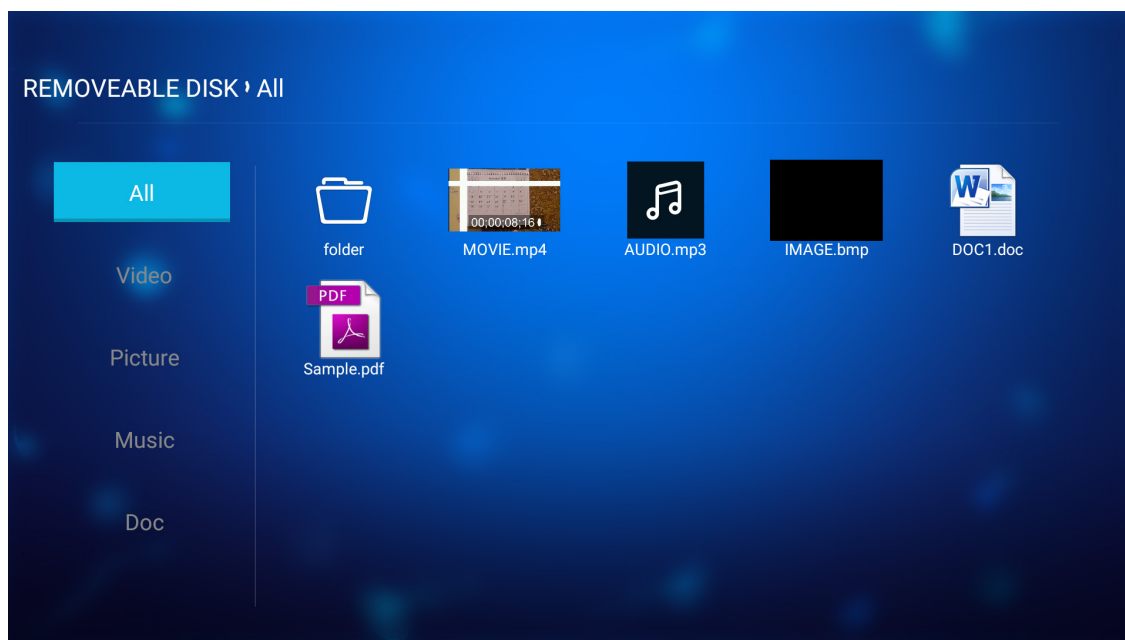 REMOVEABLE DISK All
All
Video
Picture
Music
Doc
folder
00;00;08;16
MOVIE.mp4
AUDIO.mp3
IMAGE.bmp
W
DOC1.doc
PDF
Sample.pdf